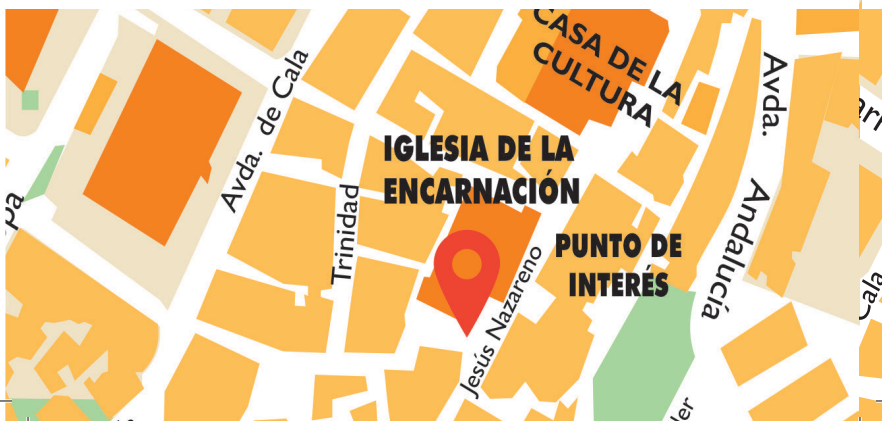 CASA DE LA
CULTURA
Avda. de Cala
Avda. Andalucía
IGLESIA DE LA
ENCARNACIÓN
Trinidad
PUNTO DE
INTERÉS
Jesús Nazareno
Cala